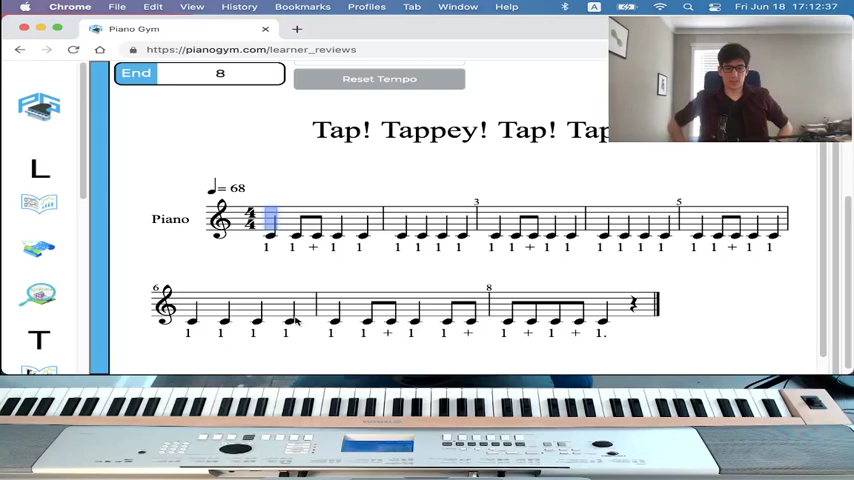 Chrome File Edit View History Bookmarks Profiles Tab Window Help A Fri Jun 18 17:12:37
Piano Gym
https://pianogym.com/learner_reviews
End 8
Reset Tempo
PG
Tap! Tappey! Tap! Tap
L
= 68
3
5
Piano
4
4
1 1 + 1 1 1 1 1 1 1 1 + 1 1 1 1 1 1 1 1 + 1 1
6
8
T
1 1 1 1 1 1 + 1 1 + 1 + 1 + 1.